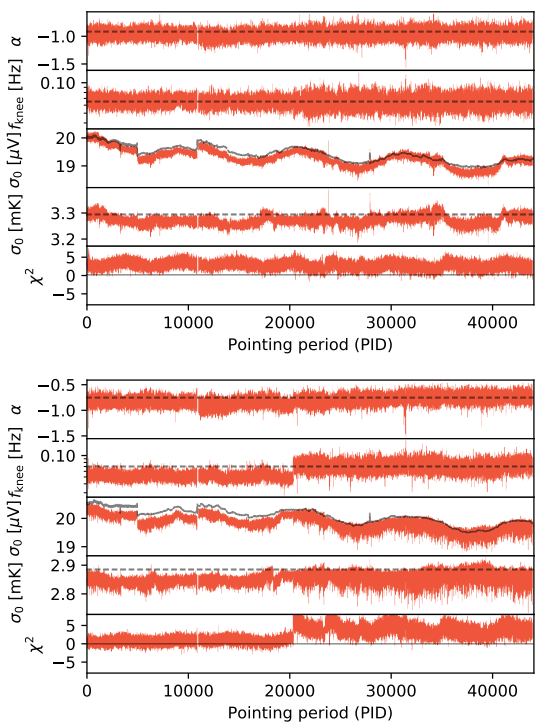 α
−1.0
−1.5
f_knee [Hz]
0.10
σ₀ [μV]
20
19
σ₀ [mK]
3.3
3.2
χ²
5
0
−5
0 10000 20000 30000 40000
Pointing period (PID)
α
−0.5
−1.0
−1.5
f_knee [Hz]
0.10
σ₀ [μV]
20
19
σ₀ [mK]
2.9
2.8
χ²
5
0
−5
0 10000 20000 30000 40000
Pointing period (PID)